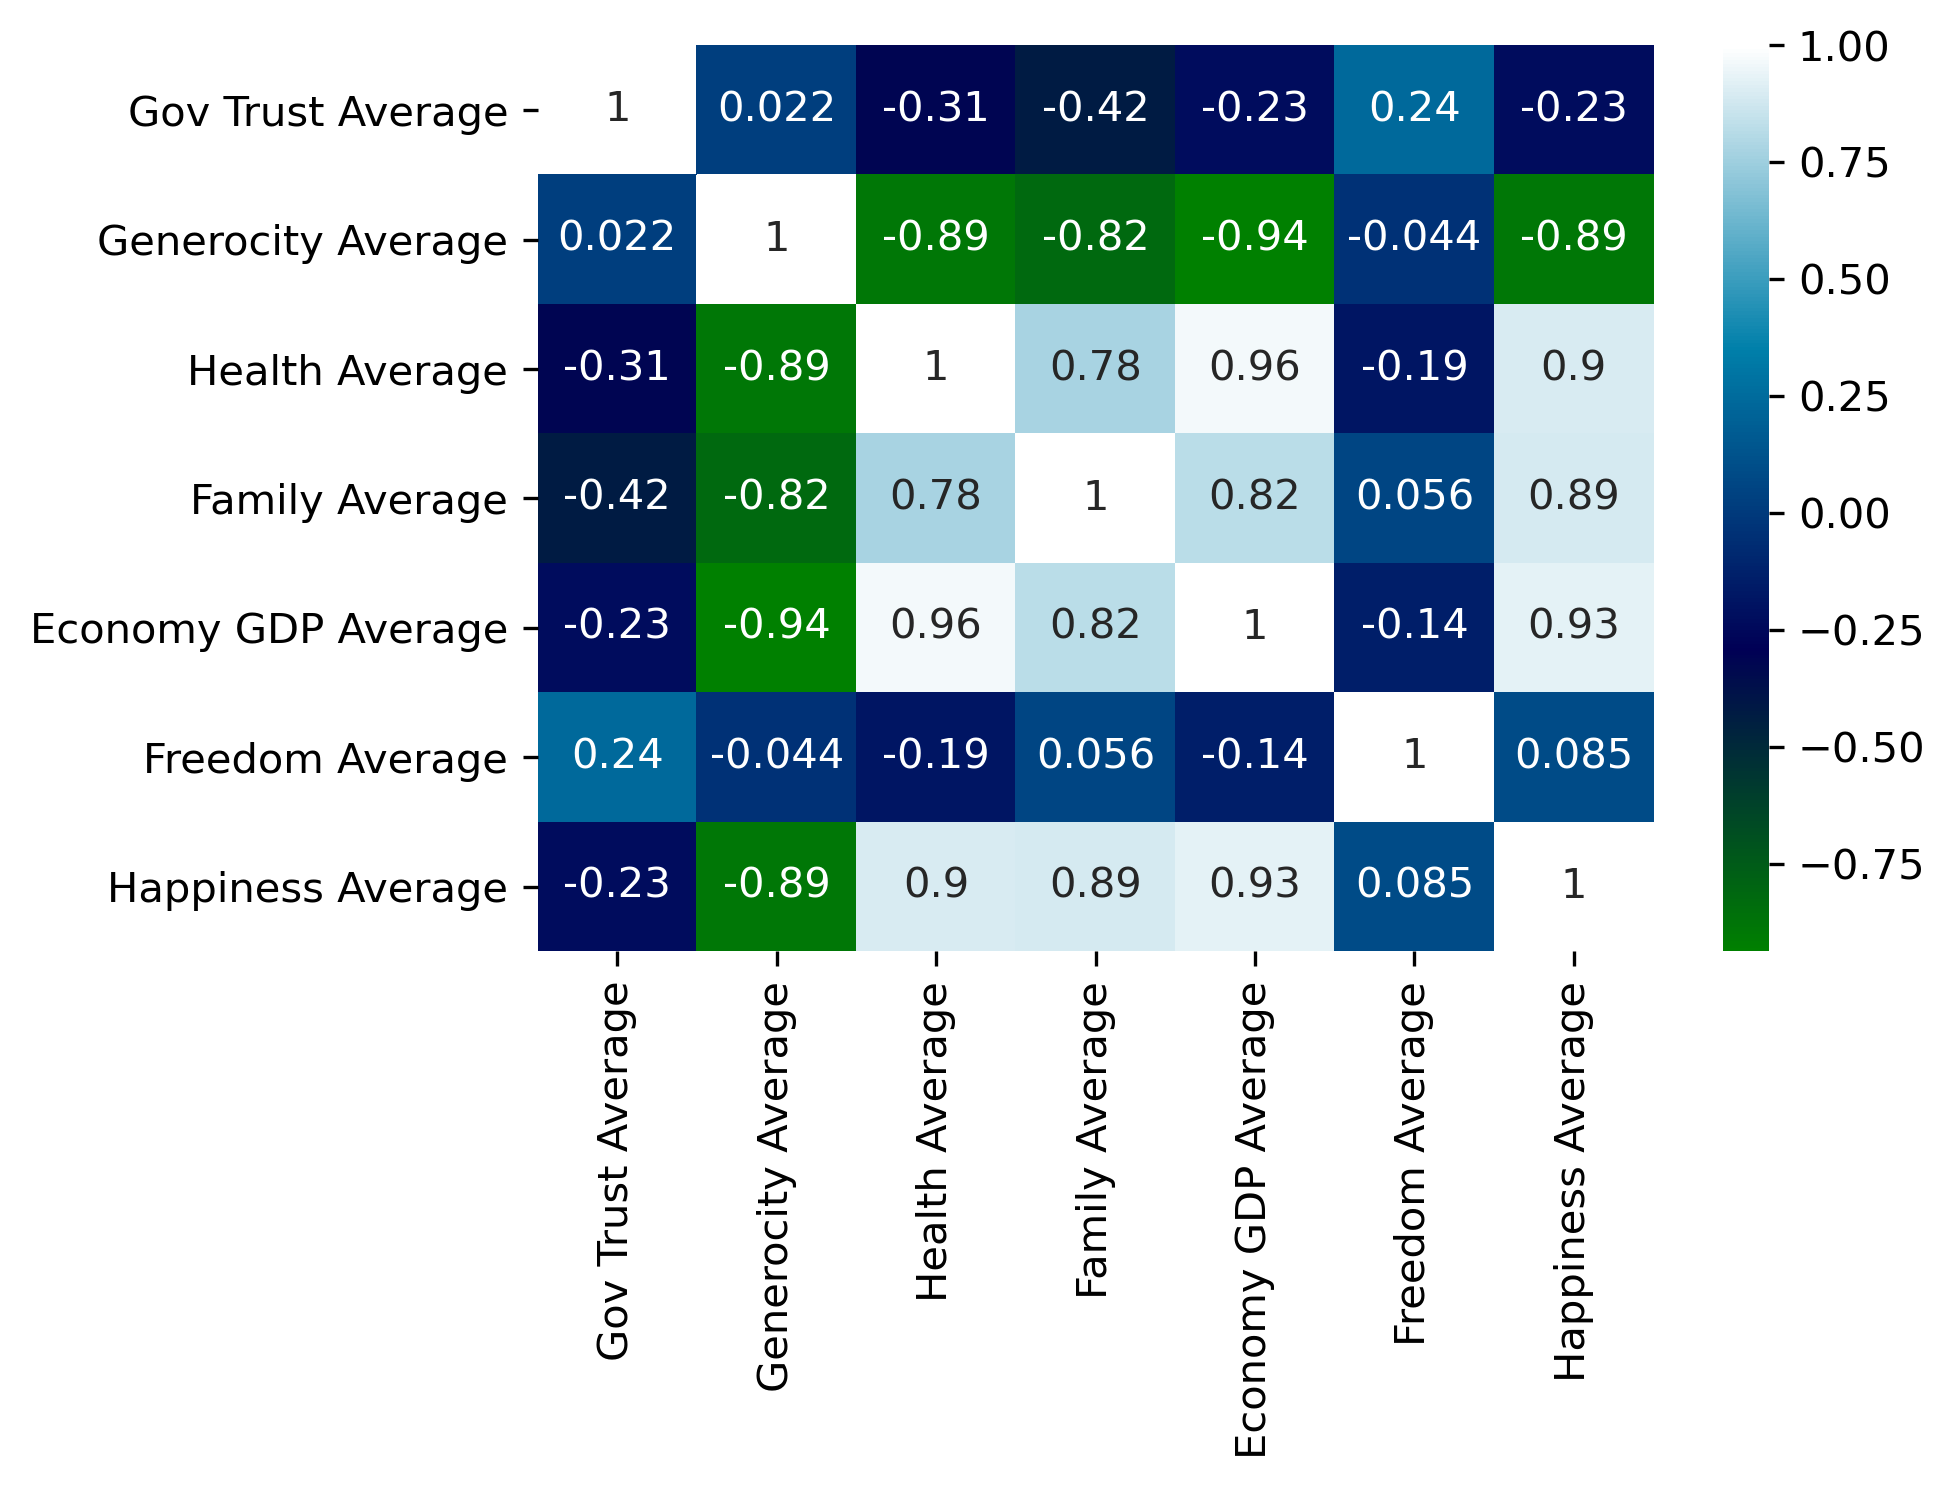 Gov Trust Average 1 0.022 -0.31 -0.42 -0.23 0.24 -0.23
Generocity Average 0.022 1 -0.89 -0.82 -0.94 -0.044 -0.89
Health Average -0.31 -0.89 1 0.78 0.96 -0.19 0.9
Family Average -0.42 -0.82 0.78 1 0.82 0.056 0.89
Economy GDP Average -0.23 -0.94 0.96 0.82 1 -0.14 0.93
Freedom Average 0.24 -0.044 -0.19 0.056 -0.14 1 0.085
Happiness Average -0.23 -0.89 0.9 0.89 0.93 0.085 1
Gov Trust Average
Generocity Average
Health Average
Family Average
Economy GDP Average
Freedom Average
Happiness Average
1.00
0.75
0.50
0.25
0.00
−0.25
−0.50
−0.75